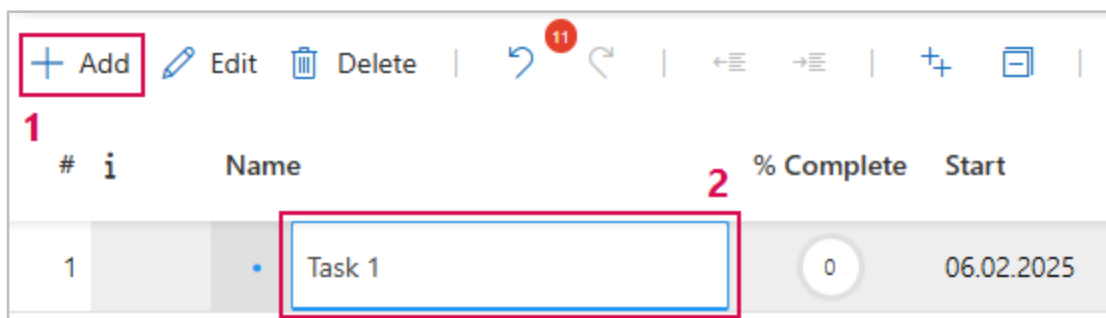 + Add Edit Delete | 11 | |
1
# i Name 2 % Complete Start
1 Task 1 0 06.02.2025